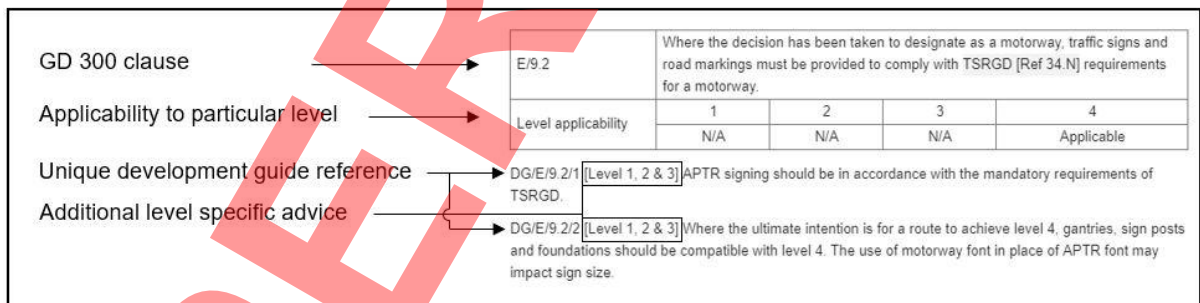 GD 300 clause
Applicability to particular level
Unique development guide reference
Additional level specific advice
E/9.2
Where the decision has been taken to designate as a motorway, traffic signs and
road markings must be provided to comply with TSRGD [Ref 34.N] requirements
for a motorway.
Level applicability
1 2 3 4
N/A N/A N/A Applicable
DG/E/9.2/1 [Level 1, 2 & 3] APTR signing should be in accordance with the mandatory requirements of
TSRGD.
DG/E/9.2/2 [Level 1, 2 & 3] Where the ultimate intention is for a route to achieve level 4, gantries, sign posts
and foundations should be compatible with level 4. The use of motorway font in place of APTR font may
impact sign size.